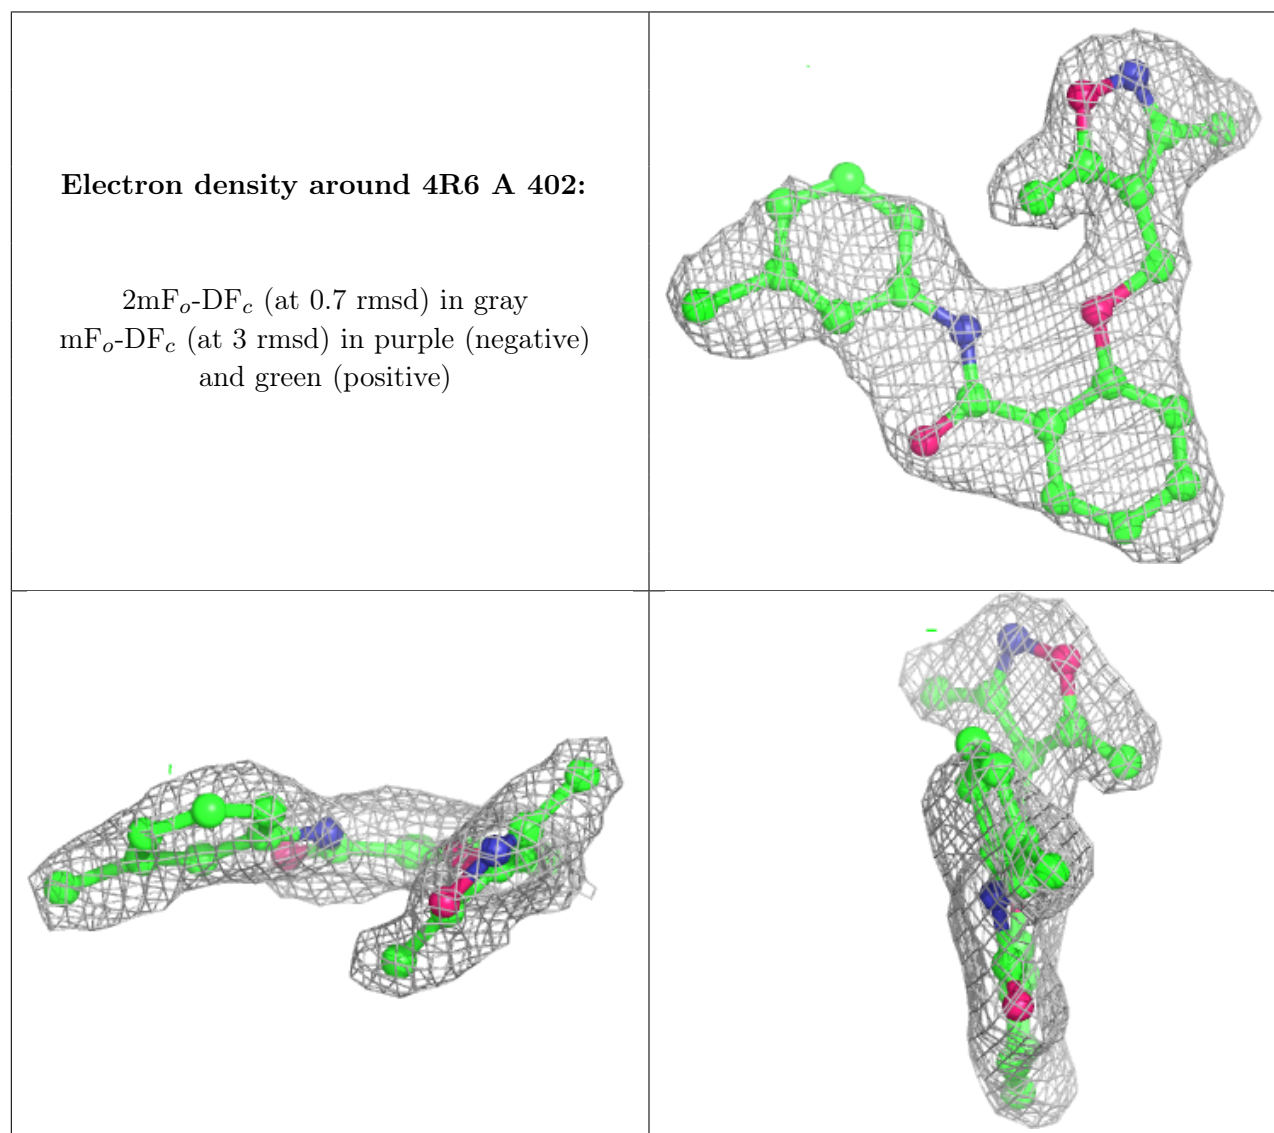 Electron density around 4R6 A 402:
2mFo-DFc (at 0.7 rmsd) in gray
mFo-DFc (at 3 rmsd) in purple (negative)
and green (positive)